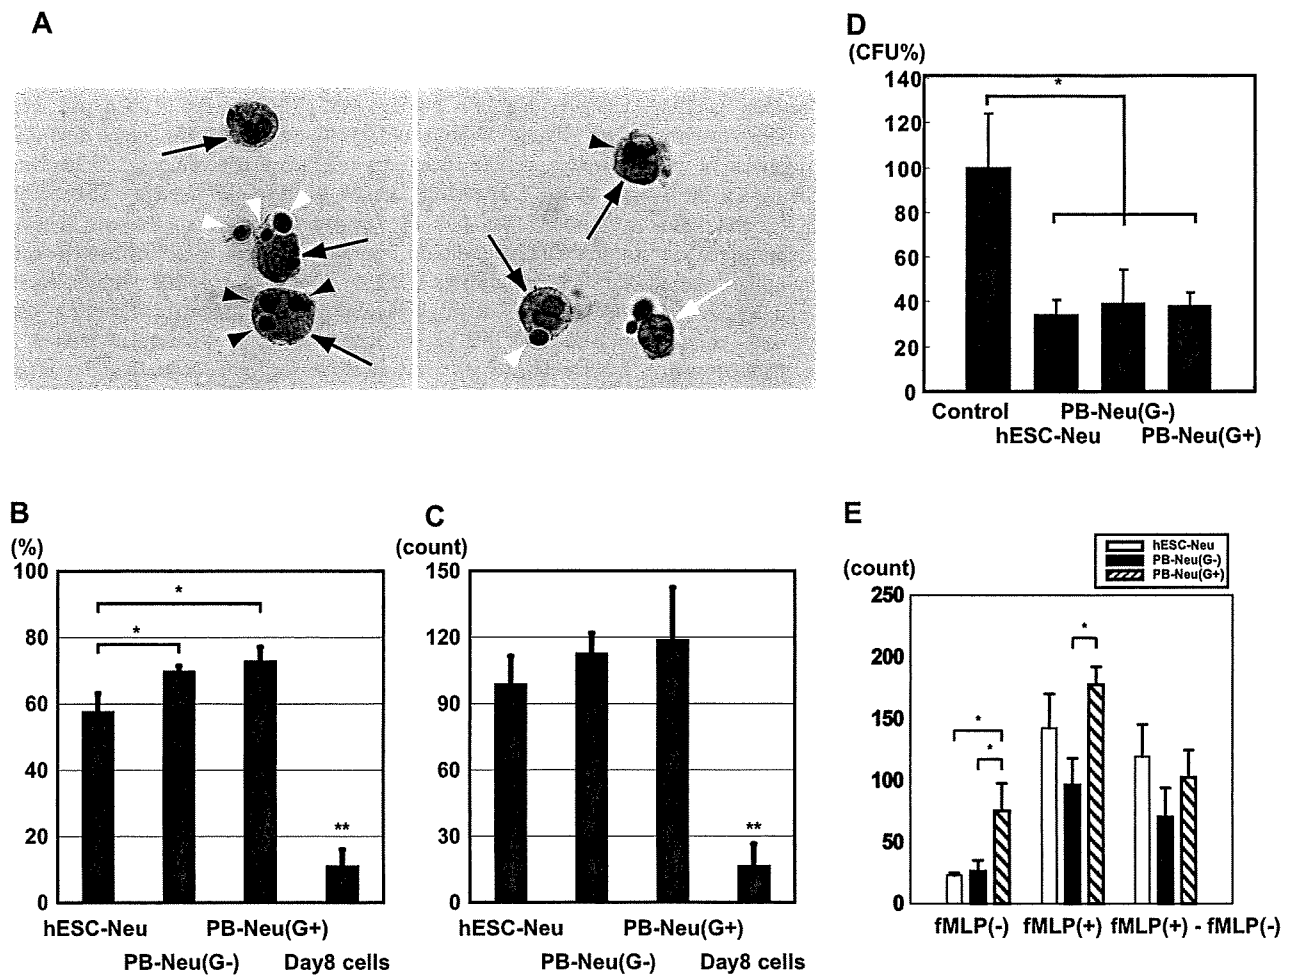 A
D
(CFU%)
140
120
100
80
60
40
20
0
*
Control PB-Neu(G-)
hESC-Neu PB-Neu(G+)
B
(%)
100
80
60
40
20
0
*
*
**
hESC-Neu PB-Neu(G+)
PB-Neu(G-) Day8 cells
C
(count)
150
120
90
60
30
0
**
hESC-Neu PB-Neu(G+)
PB-Neu(G-) Day8 cells
E
hESC-Neu
PB-Neu(G-)
PB-Neu(G+)
(count)
250
200
150
100
50
0
*
*
*
fMLP(-) fMLP(+) fMLP(+) - fMLP(-)